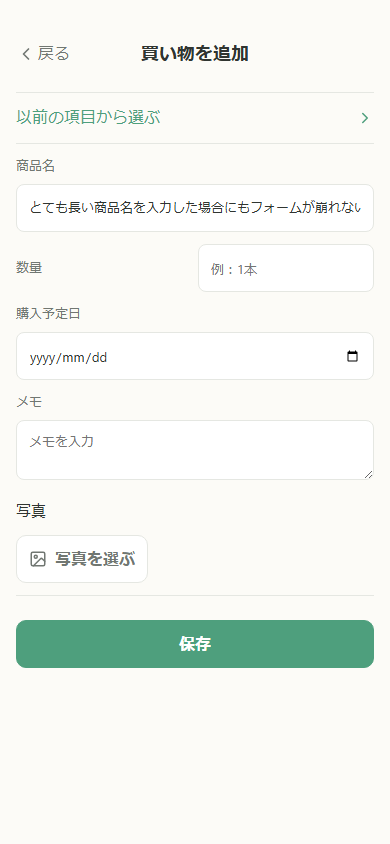 戻る
買い物を追加
以前の項目から選ぶ
商品名
とても長い商品名を入力した場合にもフォームが崩れない
数量
例：1本
購入予定日
yyyy/mm/dd
メモ
メモを入力
写真
写真を選ぶ
保存